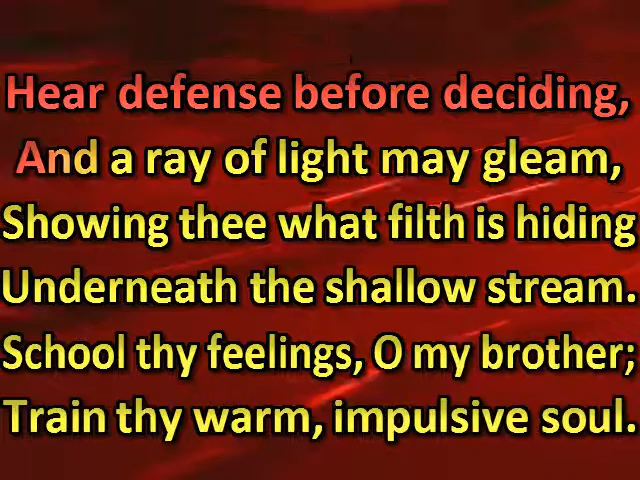 Hear defense before deciding,
And a ray of light may gleam,
Showing thee what filth is hiding
Underneath the shallow stream.
School thy feelings, O my brother;
Train thy warm, impulsive soul.